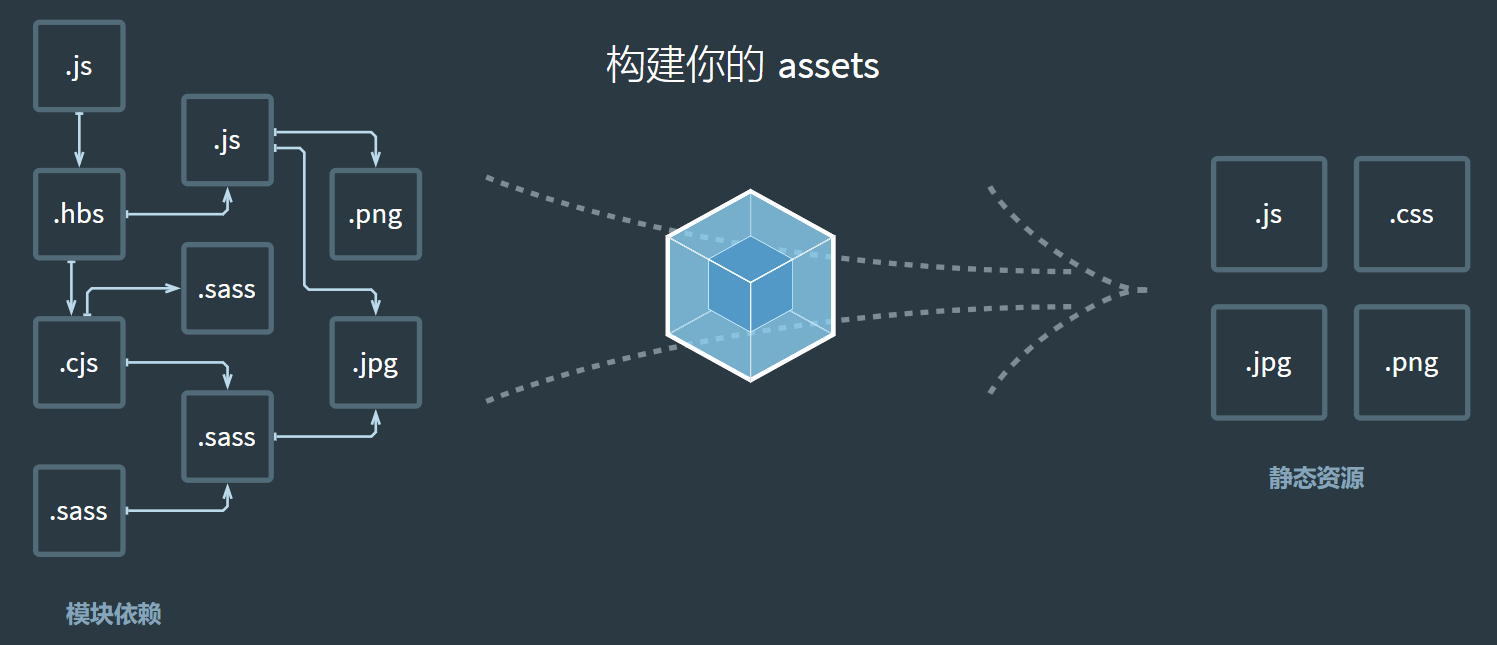 构建你的 assets
.js
.js
.hbs
.png
.sass
.cjs
.jpg
.sass
.sass
模块依赖
.js
.css
.jpg
.png
静态资源